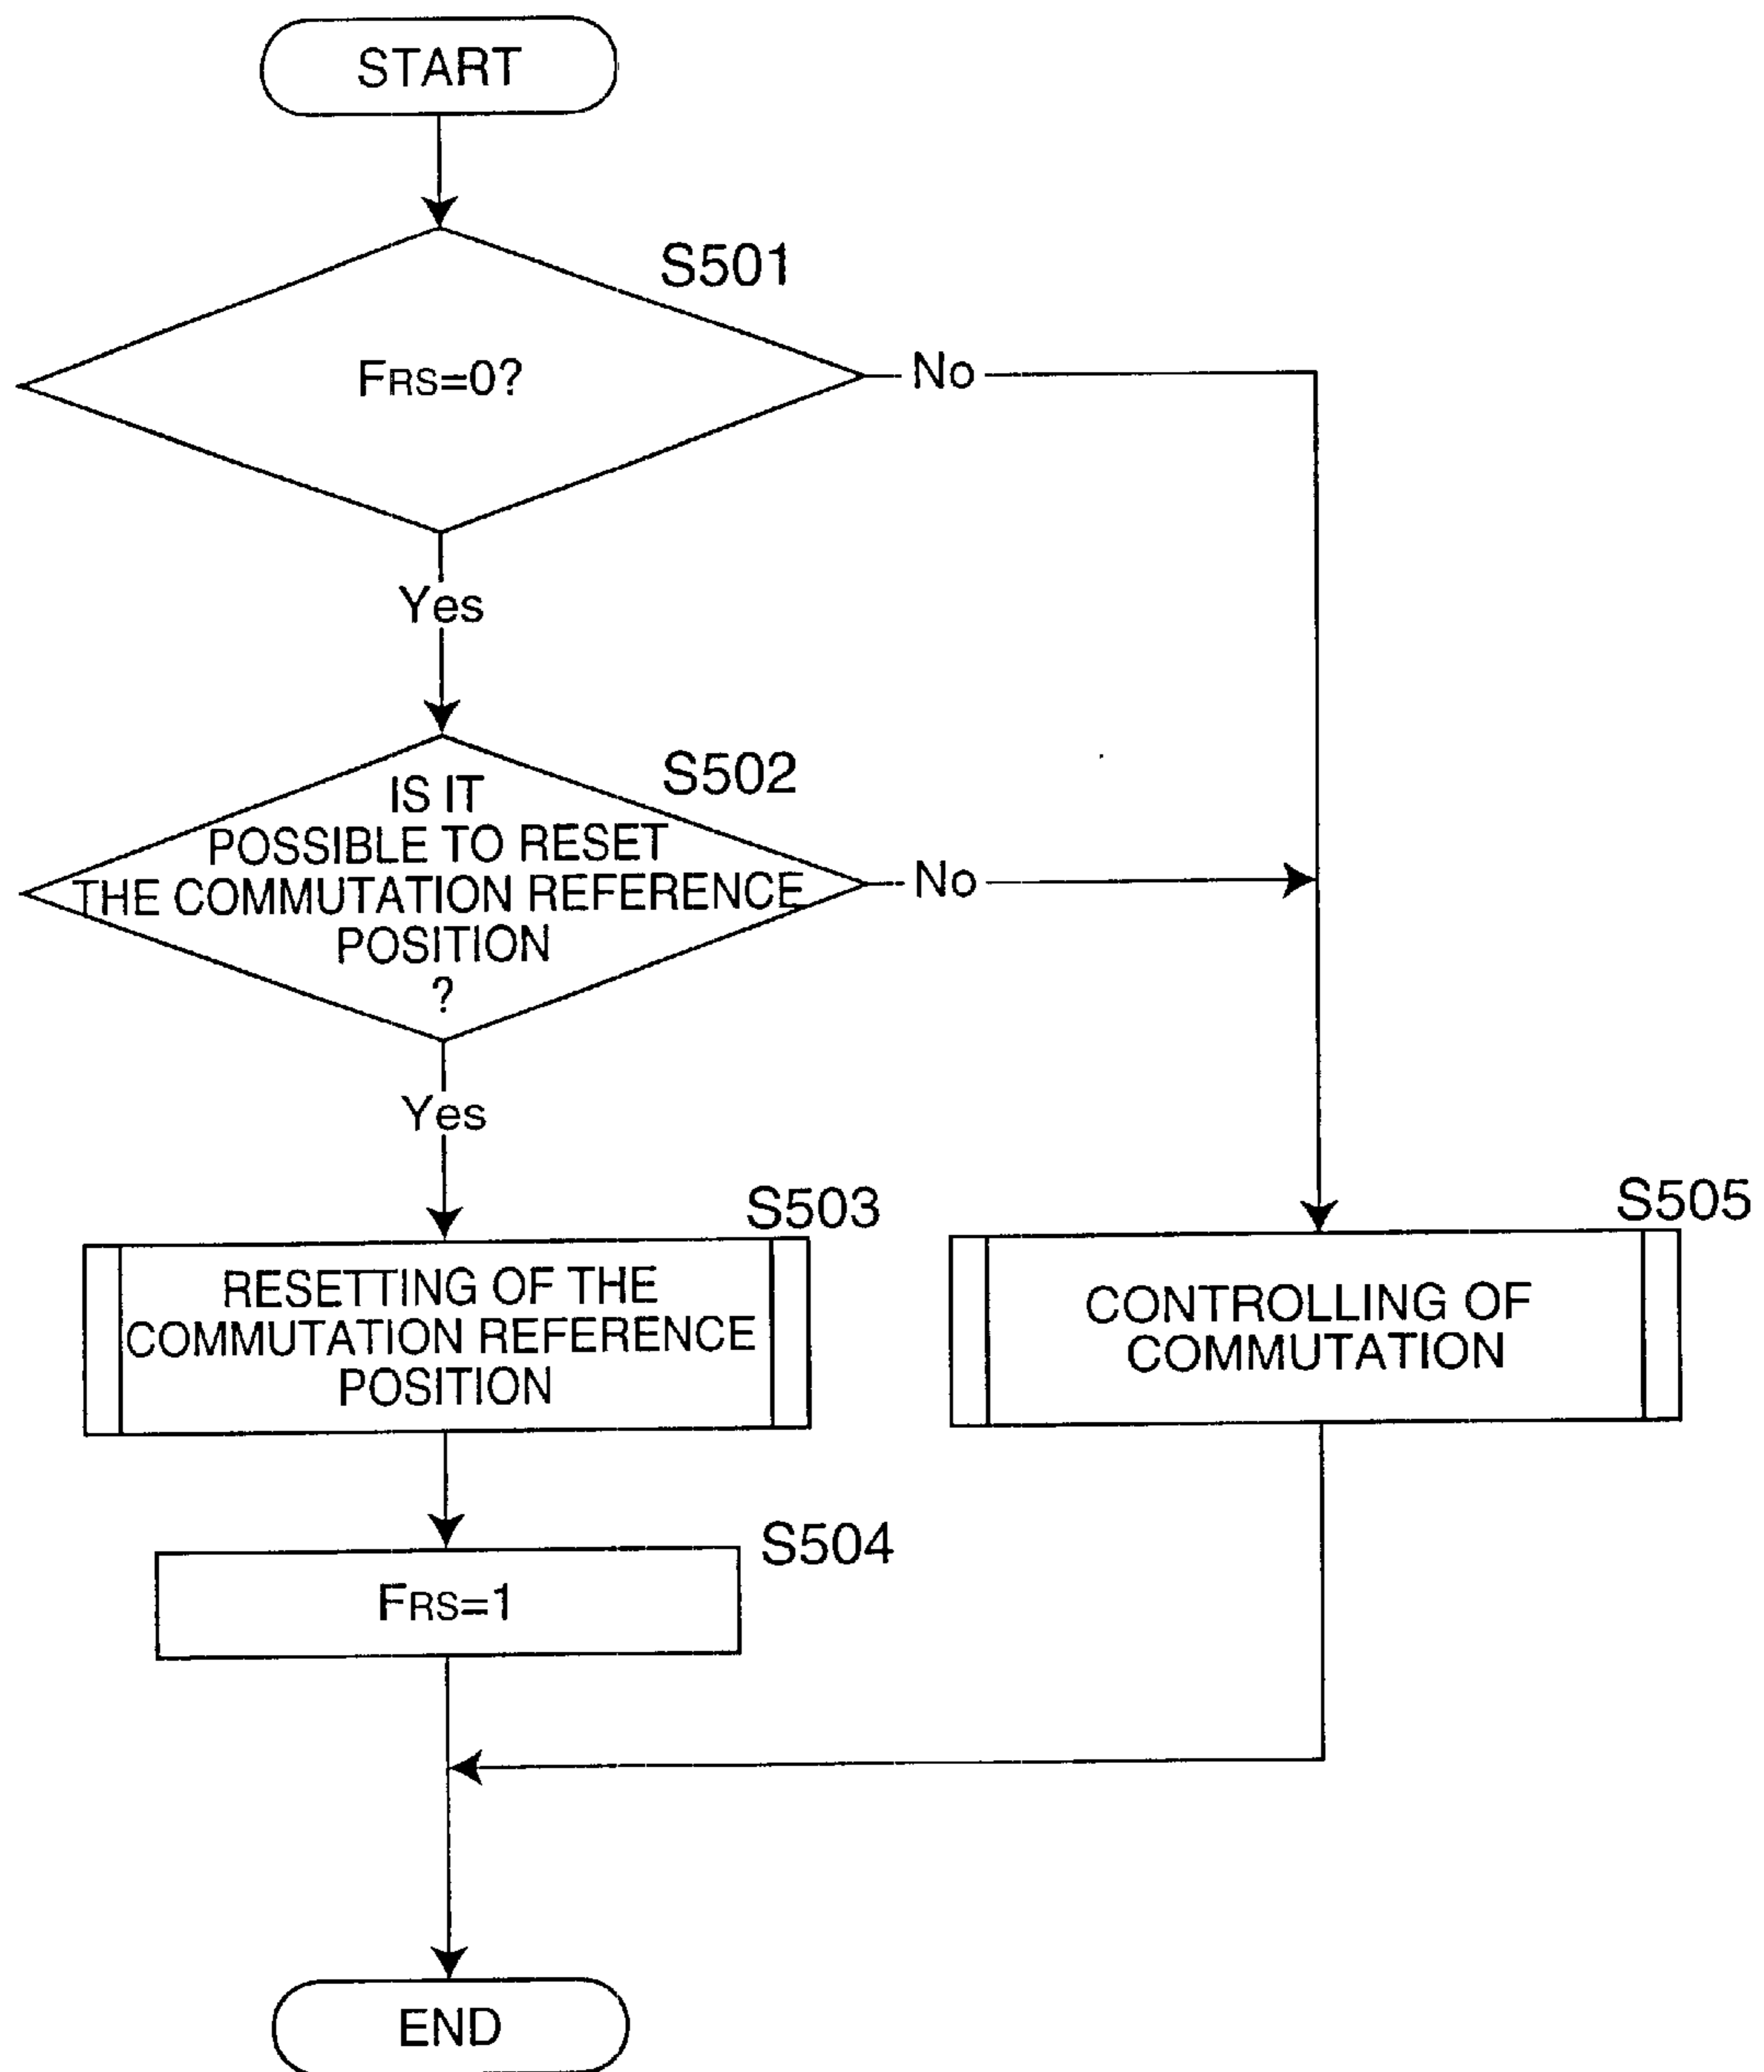 START
S501
FRS=0?
No
Yes
S502
IS IT
POSSIBLE TO RESET
THE COMMUTATION REFERENCE
POSITION
?
No
Yes
S503
RESETTING OF THE
COMMUTATION REFERENCE
POSITION
S505
CONTROLLING OF
COMMUTATION
S504
FRS=1
END